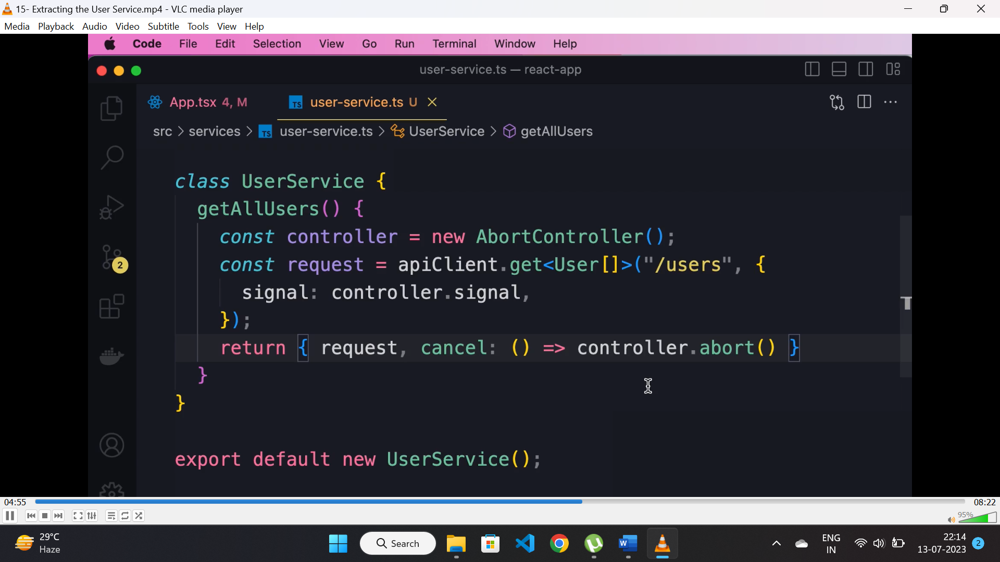 15- Extracting the User Service.mp4 - VLC media player
Media Playback Audio Video Subtitle Tools View Help
Code File Edit Selection View Go Run Terminal Window Help
user-service.ts — react-app
App.tsx 4, M TS user-service.ts U
src > services > TS user-service.ts > UserService > getAllUsers
class UserService {
getAllUsers() {
const controller = new AbortController();
const request = apiClient.get<User[]>("/users", {
signal: controller.signal,
});
2
return { request, cancel: () => controller.abort() }
}
}
export default new UserService();
04:55 08:22
95%
29°C
Haze
Search
W
ENG
IN
22:14
13-07-2023
2